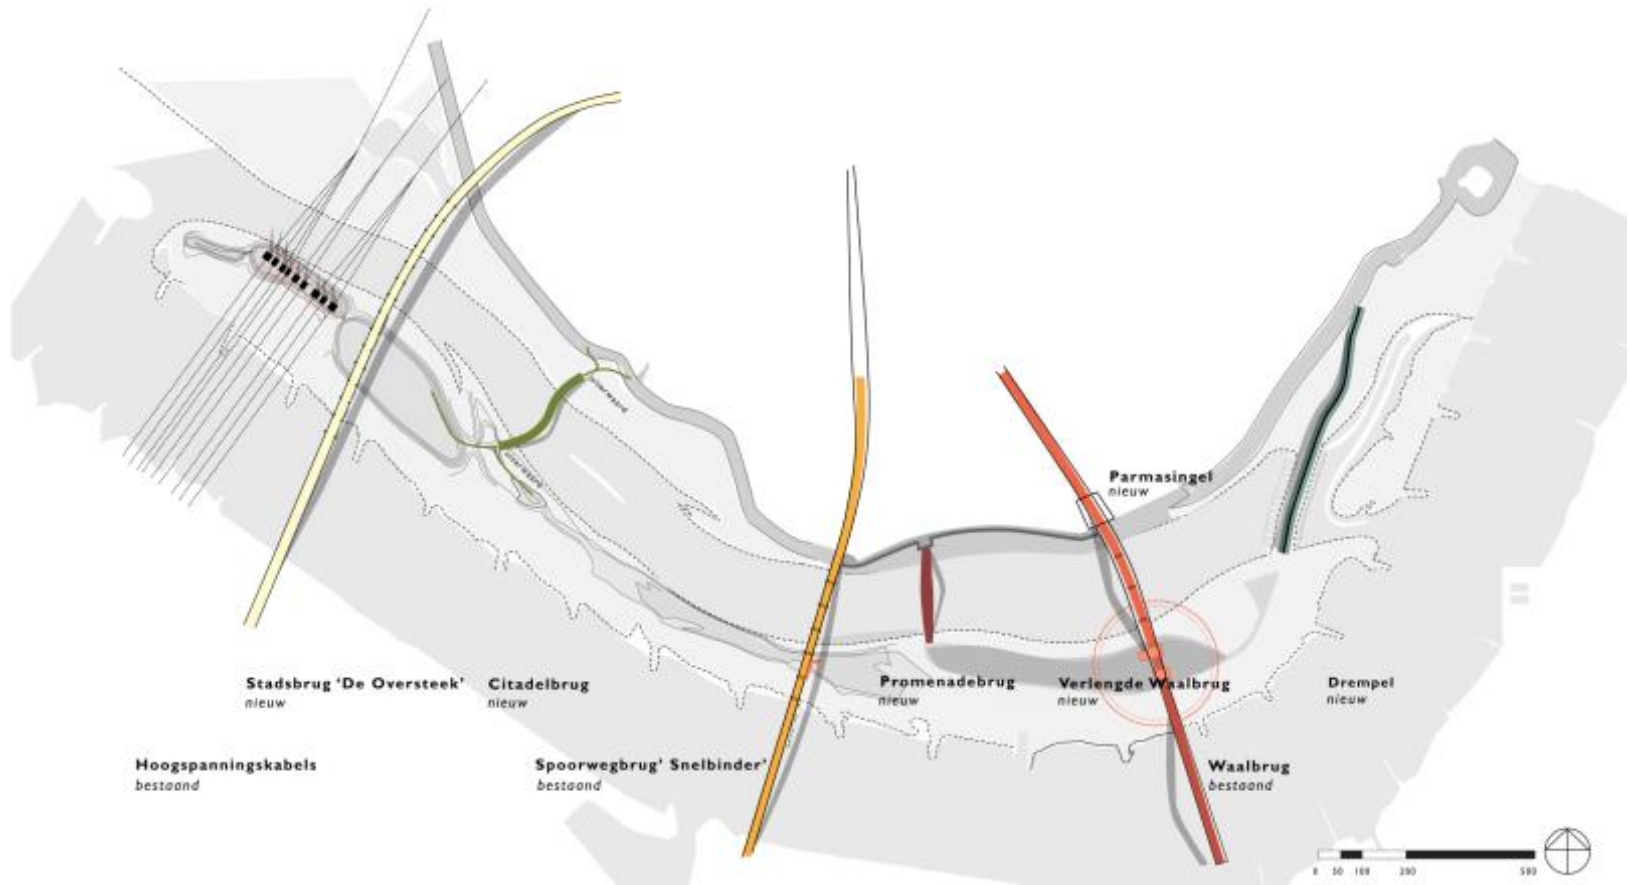 Parmasingel
nieuw
Stadsbrug 'De Oversteek'
nieuw
Citadelbrug
nieuw
Promenadebrug
nieuw
Verlengde Waalbrug
nieuw
Drempel
nieuw
Hoogspanningskabels
bestaand
Spoorwegbrug' Snelbinder'
bestaand
Waalbrug
bestaand
0 50 100 200 500